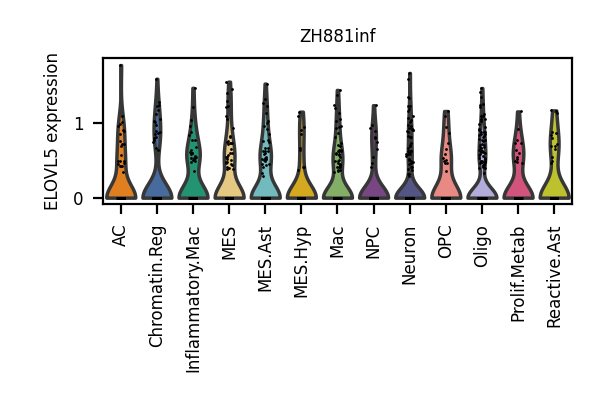 ZH881inf
ELOVL5 expression
1
0
AC
Chromatin.Reg
Inflammatory.Mac
MES
MES.Ast
MES.Hyp
Mac
NPC
Neuron
OPC
Oligo
Prolif.Metab
Reactive.Ast